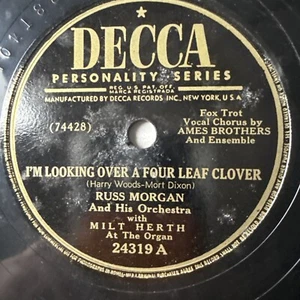 DECCA
PERSONALITY SERIES
REG. U.S. PAT. OFF.
MARCA REGISTRADA
MANUFACTURED BY DECCA RECORDS INC., NEW YORK, U.S.A.
(74428)
Fox Trot
Vocal Chorus by
AMES BROTHERS
And Ensemble
I'M LOOKING OVER A FOUR LEAF CLOVER
(Harry Woods-Mort Dixon)
RUSS MORGAN
And His Orchestra
with
MILT HERTH
At The Organ
24319 A